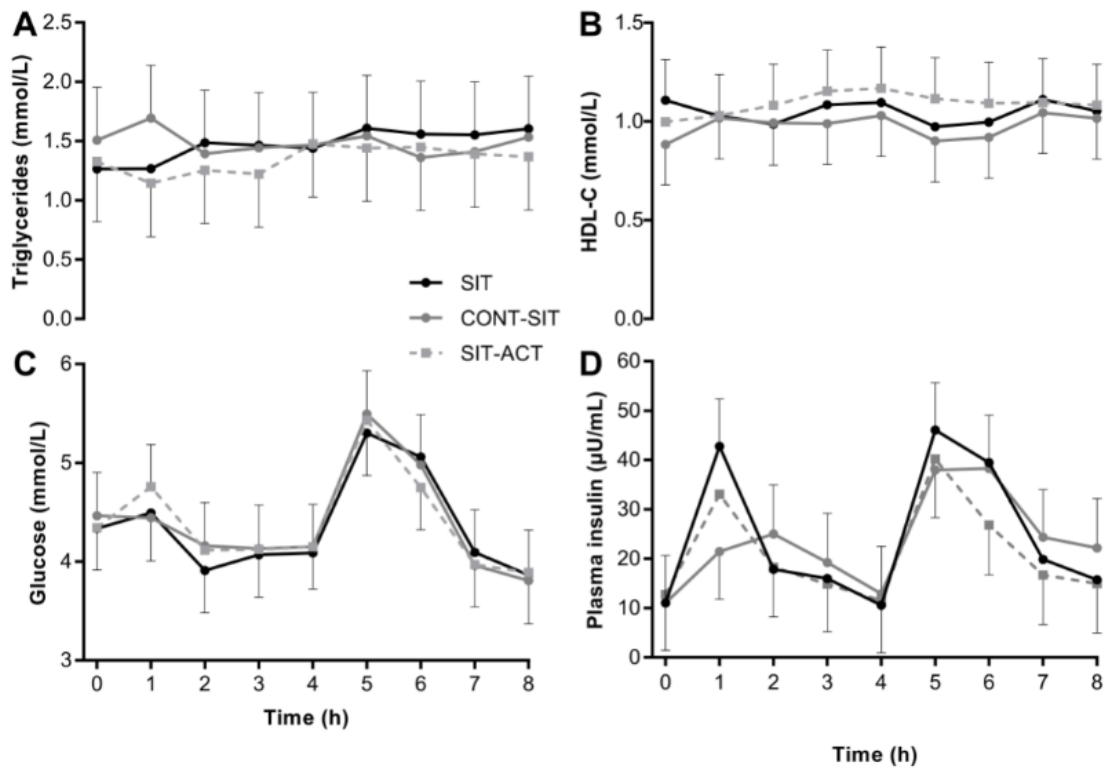 A
Triglycerides (mmol/L)
2.5
2.0
1.5
1.0
0.5
0.0
B
HDL-C (mmol/L)
1.5
1.0
0.5
0.0
SIT
CONT-SIT
SIT-ACT
C
Glucose (mmol/L)
6
5
4
3
0 1 2 3 4 5 6 7 8
Time (h)
D
Plasma insulin (µU/mL)
60
50
40
30
20
10
0
0 1 2 3 4 5 6 7 8
Time (h)